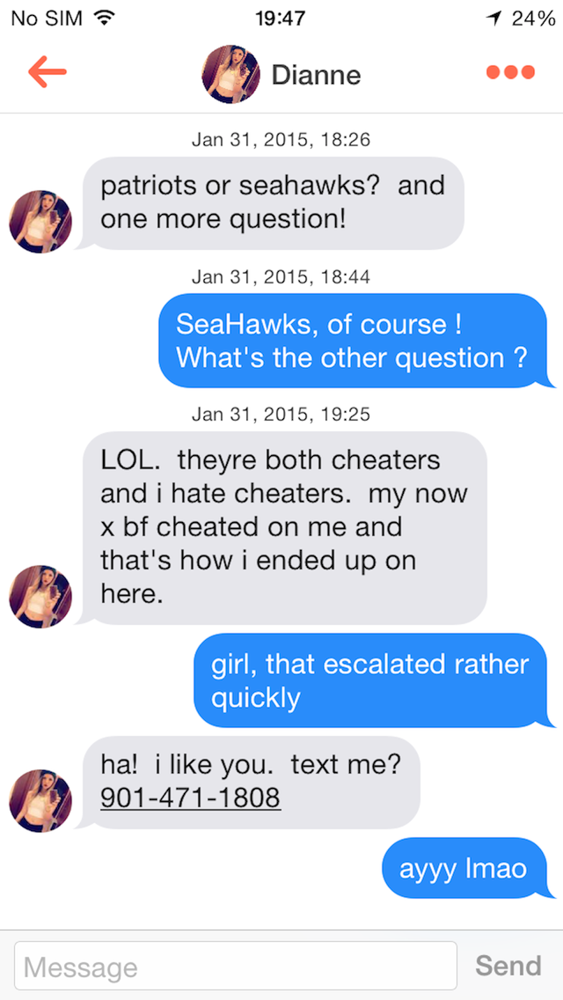 No SIM 19:47 24%
Dianne
Jan 31, 2015, 18:26
patriots or seahawks?  and
one more question!
Jan 31, 2015, 18:44
SeaHawks, of course !
What's the other question ?
Jan 31, 2015, 19:25
LOL.  theyre both cheaters
and i hate cheaters.  my now
x bf cheated on me and
that's how i ended up on
here.
girl, that escalated rather
quickly
ha!  i like you.  text me?
901-471-1808
ayyy lmao
Message Send